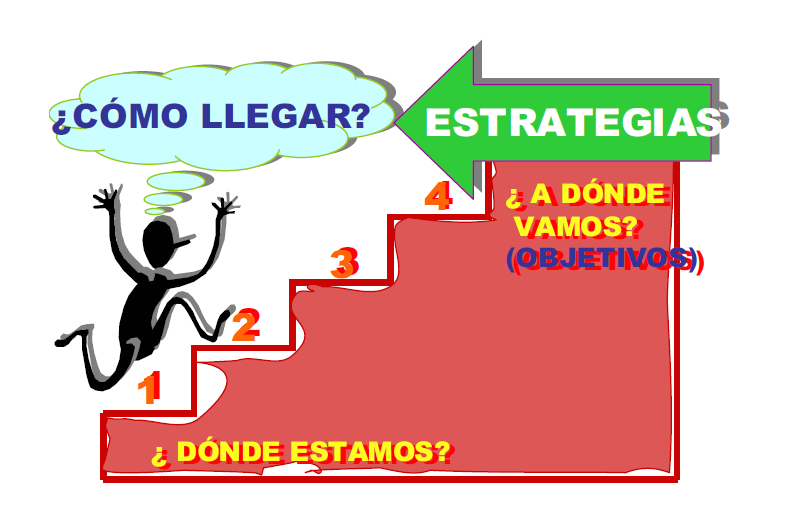 ¿CÓMO LLEGAR?
ESTRATEGIAS
4
¿ A DÓNDE
VAMOS?
(OBJETIVOS)
3
2
1
¿ DÓNDE ESTAMOS?